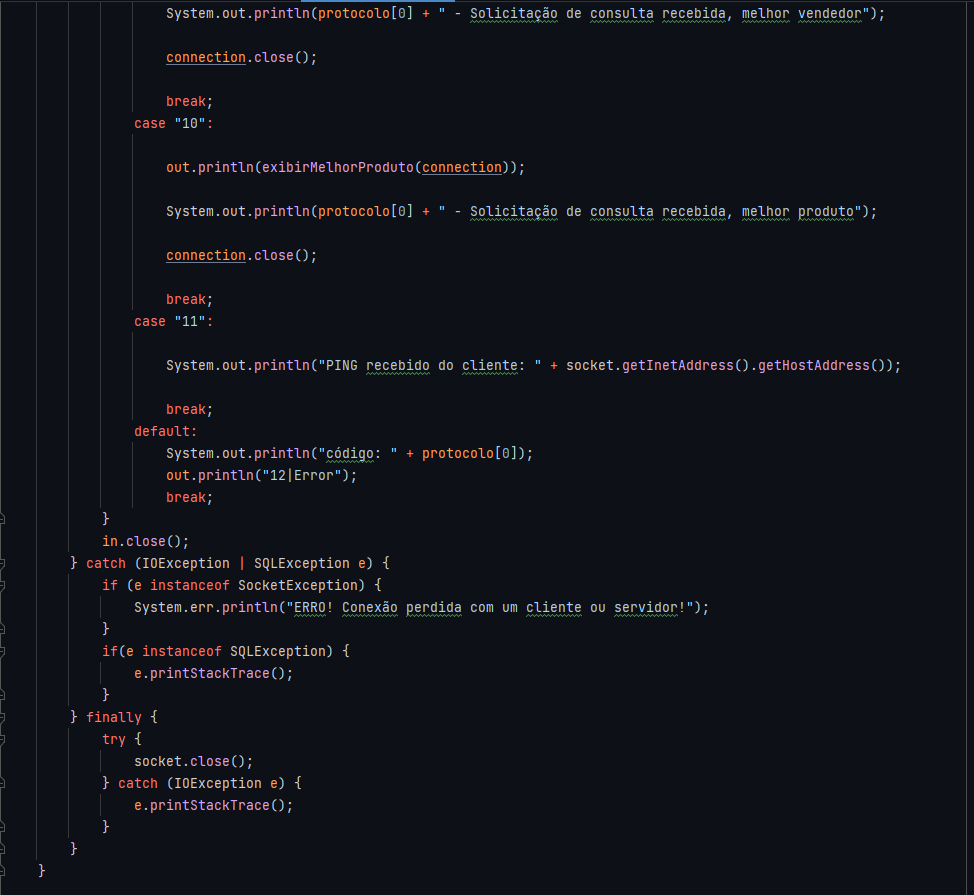 System.out.println(protocolo[0] + " - Solicitação de consulta recebida, melhor vendedor");
connection.close();
break;
case "10":
out.println(exibirMelhorProduto(connection));
System.out.println(protocolo[0] + " - Solicitação de consulta recebida, melhor produto");
connection.close();
break;
case "11":
System.out.println("PING recebido do cliente: " + socket.getInetAddress().getHostAddress());
break;
default:
System.out.println("código: " + protocolo[0]);
out.println("12|Error");
break;
}
in.close();
} catch (IOException | SQLException e) {
if (e instanceof SocketException) {
System.err.println("ERRO! Conexão perdida com um cliente ou servidor!");
}
if(e instanceof SQLException) {
e.printStackTrace();
}
} finally {
try {
socket.close();
} catch (IOException e) {
e.printStackTrace();
}
}
}